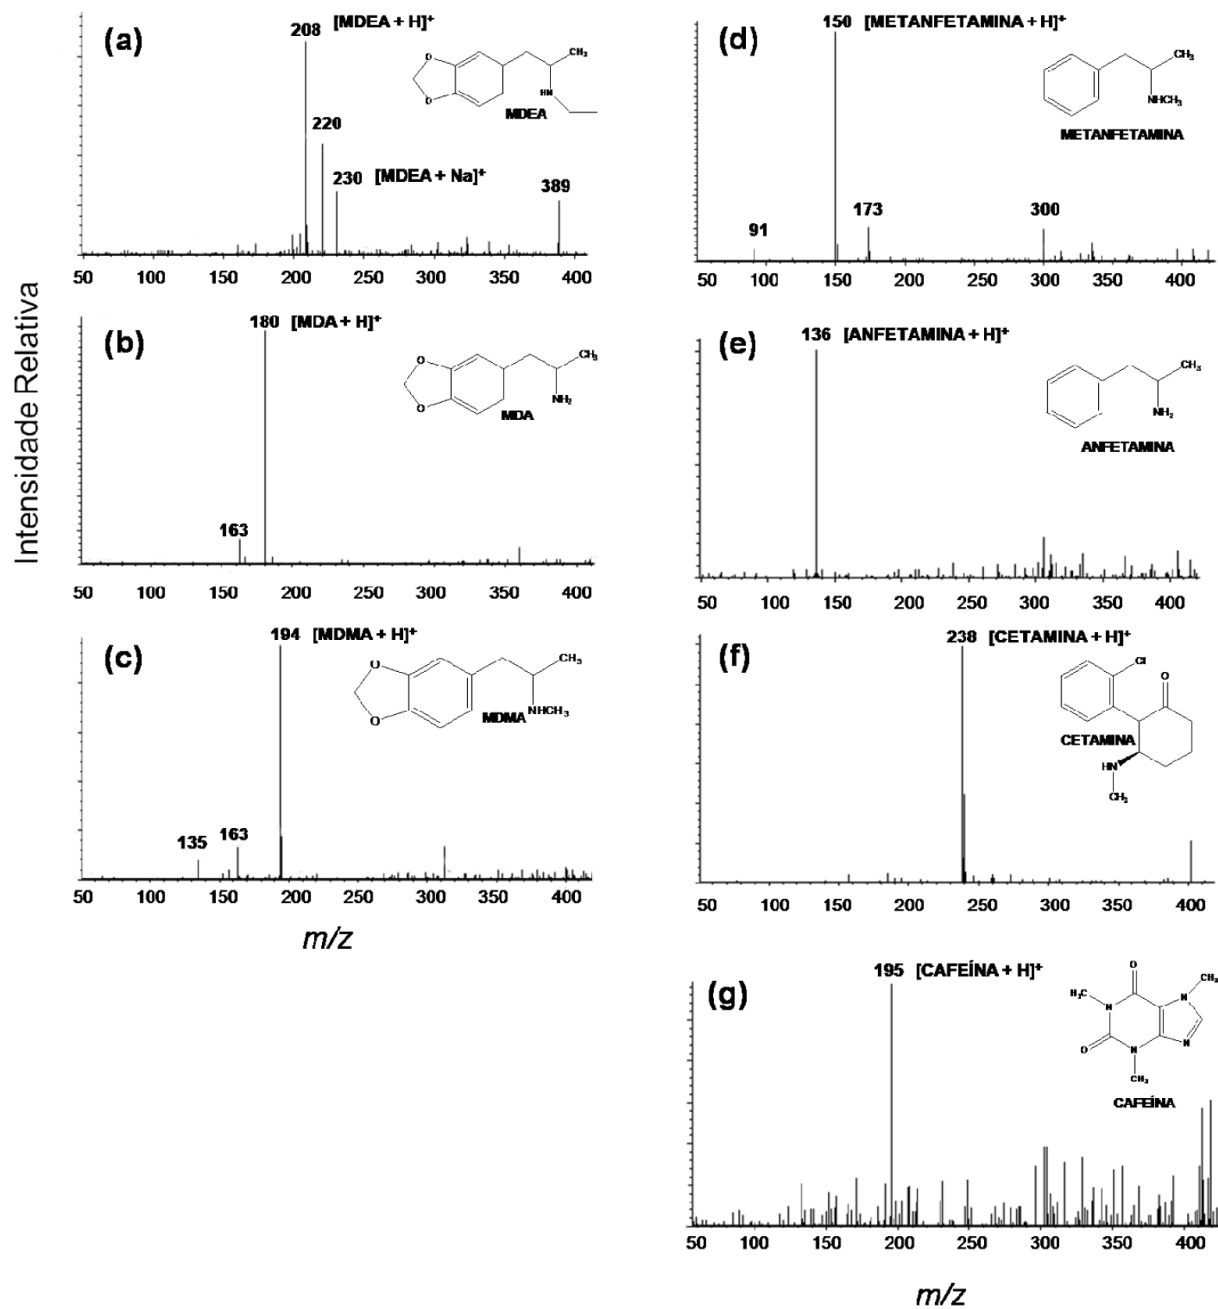 Intensidade Relativa
(a)
208 [MDEA + H]⁺
220
230 [MDEA + Na]⁺
389
O
O
CH₃
HN
MDEA
50 100 150 200 250 300 350 400
(b)
180 [MDA + H]⁺
163
O
O
CH₃
NH₂
MDA
50 100 150 200 250 300 350 400
(c)
194 [MDMA + H]⁺
135
163
O
O
CH₃
NHCH₃
MDMA
50 100 150 200 250 300 350 400
m/z
(d)
150 [METANFETAMINA + H]⁺
91
173
300
CH₃
NHCH₃
METANFETAMINA
50 100 150 200 250 300 350 400
(e)
136 [ANFETAMINA + H]⁺
CH₃
NH₂
ANFETAMINA
50 100 150 200 250 300 350 400
(f)
238 [CETAMINA + H]⁺
Cl
O
CETAMINA
HN
CH₃
50 100 150 200 250 300 350 400
(g)
195 [CAFEÍNA + H]⁺
O
CH₃
H₃C
N
N
O
N
N
CH₃
CAFEÍNA
50 100 150 200 250 300 350 400
m/z